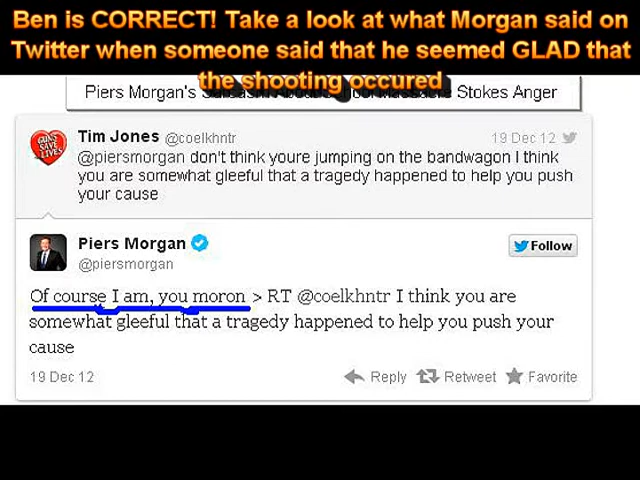 Ben is CORRECT! Take a look at what Morgan said on
Twitter when someone said that he seemed GLAD that
the shooting occured
Piers Morgan's Stokes Anger
GUNS SAVE LIVES
Tim Jones @coelkhntr 19 Dec 12
@piersmorgan don't think youre jumping on the bandwagon I think
you are somewhat gleeful that a tragedy happened to help you push
your cause
Piers Morgan Follow
@piersmorgan
Of course I am, you moron > RT @coelkhntr I think you are
somewhat gleeful that a tragedy happened to help you push your
cause
19 Dec 12 Reply Retweet Favorite